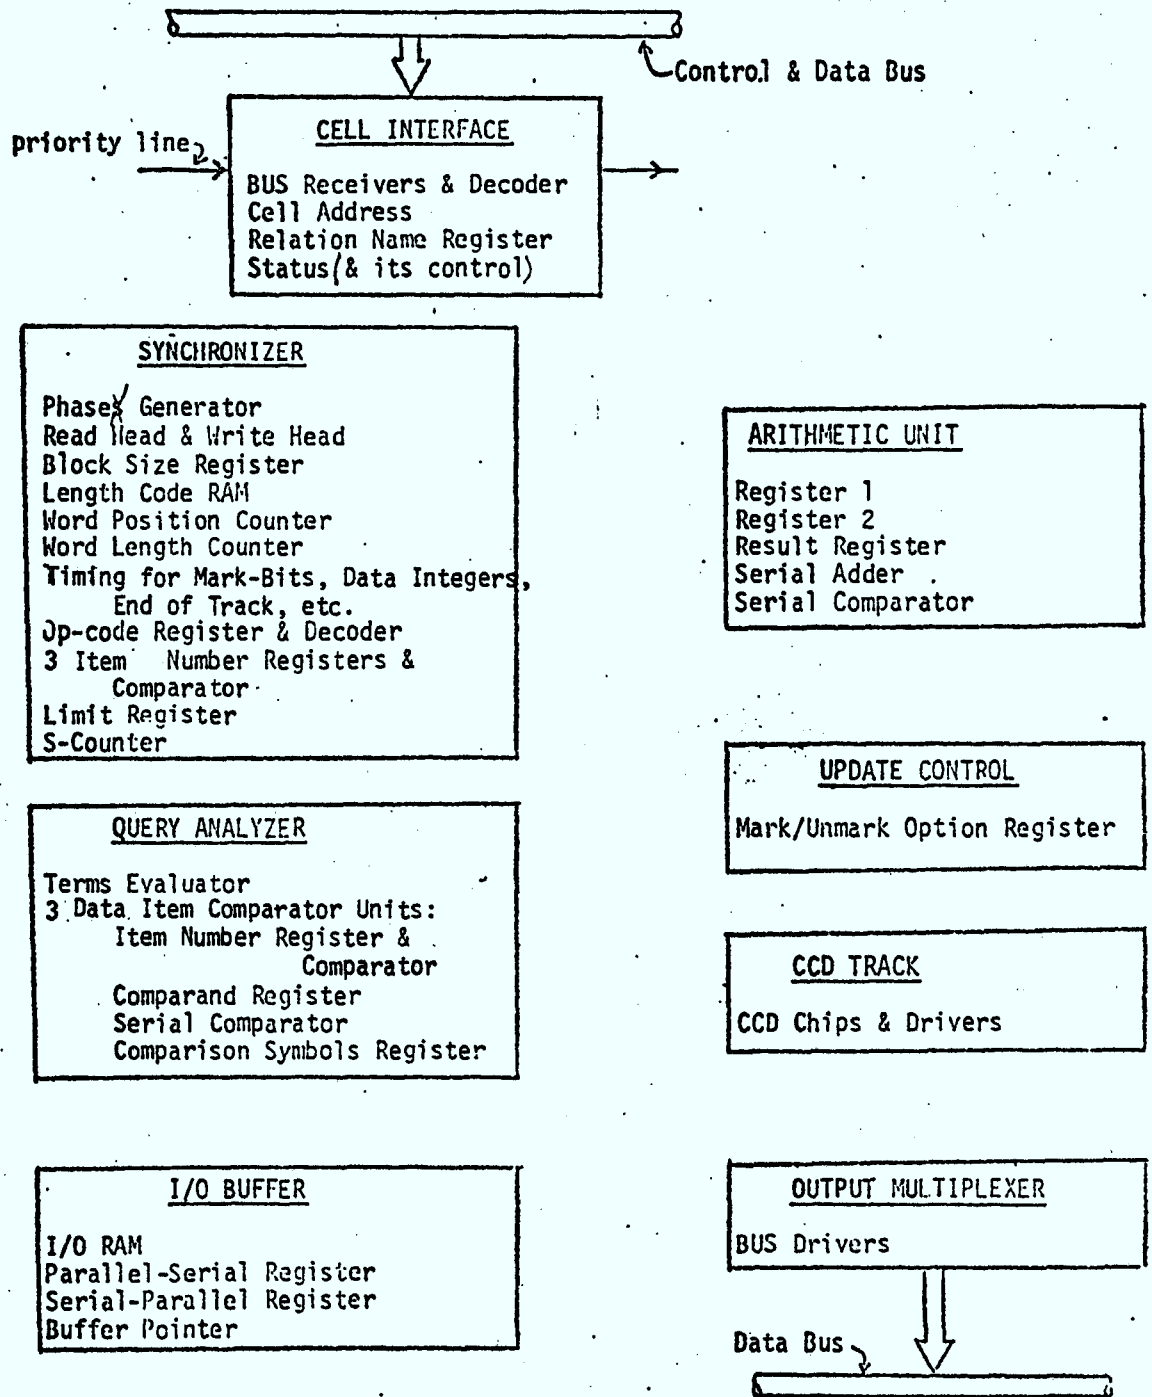 Control & Data Bus
priority line
CELL INTERFACE
BUS Receivers & Decoder
Cell Address
Relation Name Register
Status(& its control)
SYNCHRONIZER
Phases Generator
Read Head & Write Head
Block Size Register
Length Code RAM
Word Position Counter
Word Length Counter
Timing for Mark-Bits, Data Integers,
End of Track, etc.
Op-code Register & Decoder
3 Item Number Registers &
Comparator
Limit Register
S-Counter
ARITHMETIC UNIT
Register 1
Register 2
Result Register
Serial Adder
Serial Comparator
UPDATE CONTROL
Mark/Unmark Option Register
QUERY ANALYZER
Terms Evaluator
3 Data Item Comparator Units:
Item Number Register &
Comparator
Comparand Register
Serial Comparator
Comparison Symbols Register
CCD TRACK
CCD Chips & Drivers
I/O BUFFER
I/O RAM
Parallel-Serial Register
Serial-Parallel Register
Buffer Pointer
OUTPUT MULTIPLEXER
BUS Drivers
Data Bus